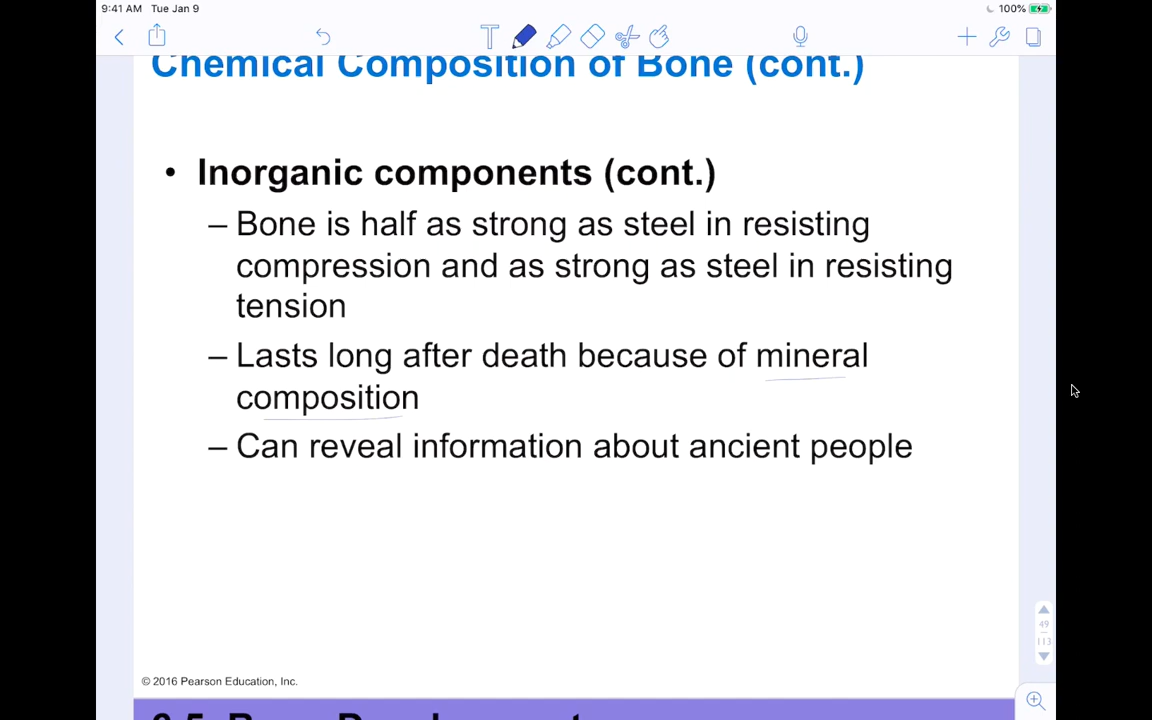 9:41 AM Tue Jan 9
100%
T
Chemical Composition of Bone (cont.)
• Inorganic components (cont.)
– Bone is half as strong as steel in resisting
compression and as strong as steel in resisting
tension
– Lasts long after death because of mineral
composition
– Can reveal information about ancient people
49
113
© 2016 Pearson Education, Inc.